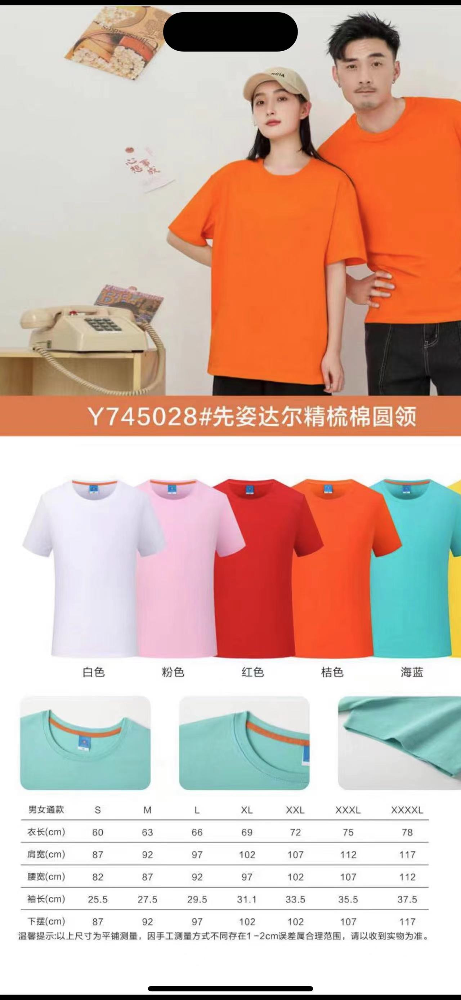 NCIA
心想事成
Y745028#先姿达尔精梳棉圆领
白色 粉色 红色 桔色 海蓝
男女通款 S M L XL XXL XXXL XXXXL
衣长(cm) 60 63 66 69 72 75 78
肩宽(cm) 87 92 97 102 107 112 117
腰宽(cm) 82 87 92 97 102 107 112
袖长(cm) 25.5 27.5 29.5 31.1 33.5 35.5 37.5
下摆(cm) 87 92 97 102 102 107 117
温馨提示:以上尺寸为平铺测量，因手工测量方式不同存在1-2cm误差属合理范围，请以收到实物为准。